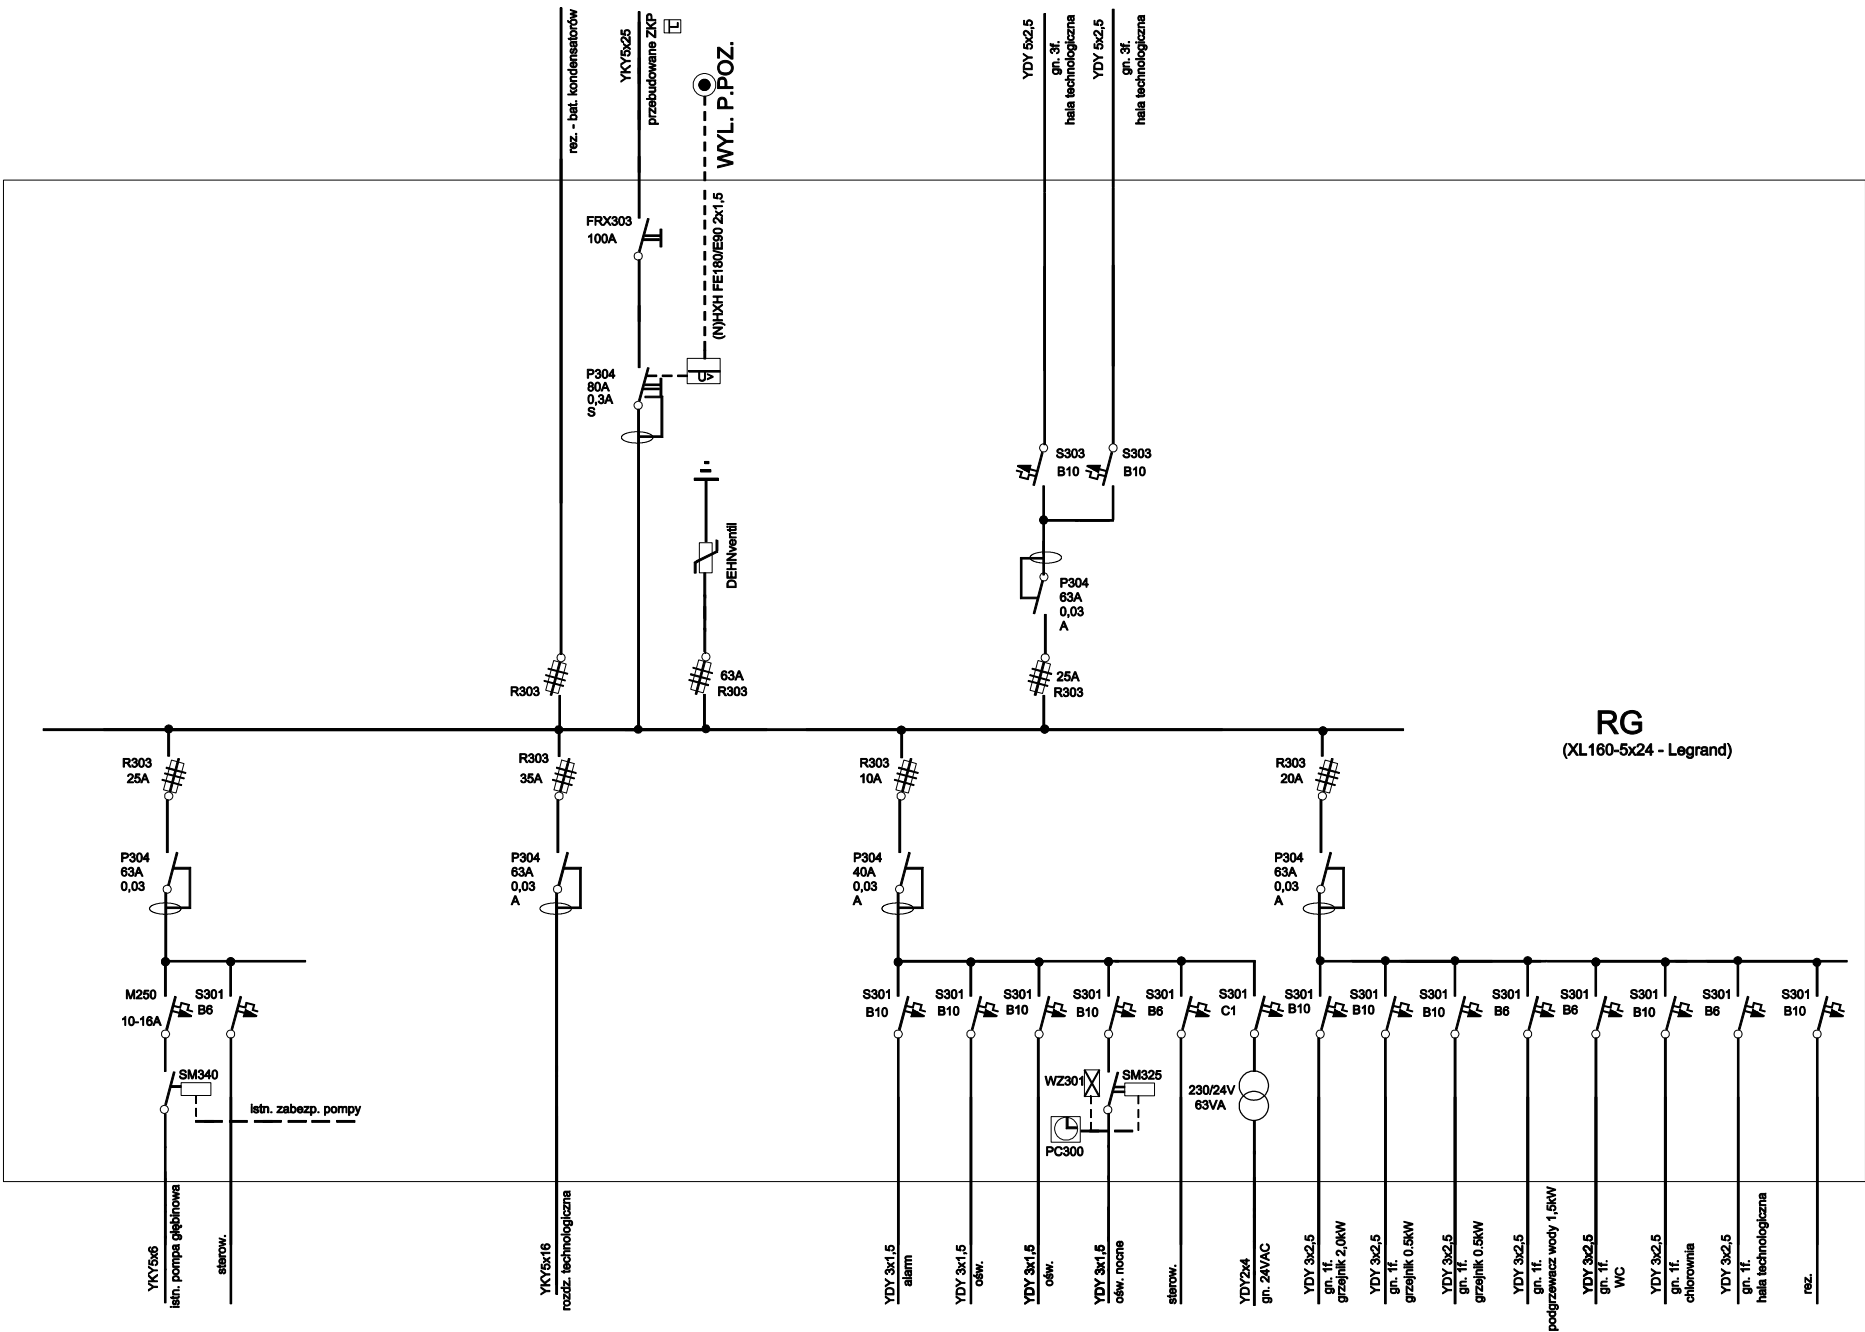 rez. - bat. kondensatorów
YKY5x25
przebudowane ZKP
WYL. P.POZ.
YDY 5x2,5
gn. 3f.
hala technologiczna
YDY 5x2,5
gn. 3f.
hala technologiczna
FRX303
100A
(N)HXH FE180/E90 2x1,5
P304
80A
0,3A
S
U>
S303
B10
S303
B10
DEHNventil
P304
63A
0,03
A
R303
63A
R303
25A
R303
RG
(XL160-5x24 - Legrand)
R303
25A
R303
35A
R303
10A
R303
20A
P304
63A
0,03
P304
63A
0,03
A
P304
40A
0,03
A
P304
63A
0,03
A
M250
10-16A
S301
B6
S301
B10
S301
B10
S301
B10
S301
B10
S301
B6
S301
C1
S301
B10
S301
B10
S301
B10
S301
B6
S301
B6
S301
B10
S301
B6
S301
B10
SM340
istn. zabezp. pompy
WZ301
SM325
PC300
230/24V
63VA
YKY5x6
istn. pompa głębinowa
sterow.
YKY5x16
rozdz. technologiczna
YDY 3x1,5
alarm
YDY 3x1,5
ośw.
YDY 3x1,5
ośw.
YDY 3x1,5
ośw. nocne
sterow.
YDY2x4
gn. 24VAC
YDY 3x2,5
gn. 1f.
grzejnik 2,0kW
YDY 3x2,5
gn. 1f.
grzejnik 0.5kW
YDY 3x2,5
gn. 1f.
grzejnik 0.5kW
YDY 3x2,5
gn. 1f.
podgrzewacz wody 1,5kW
YDY 3x2,5
gn. 1f.
WC
YDY 3x2,5
gn. 1f.
chlorownia
YDY 3x2,5
gn. 1f.
hala technologiczna
rez.